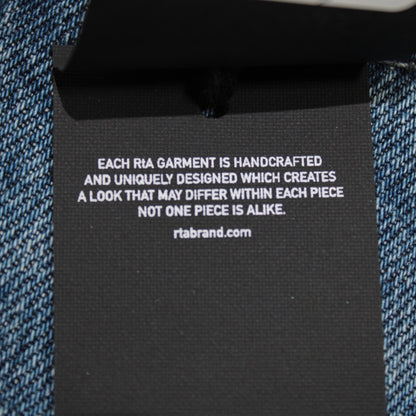 EACH RtA GARMENT IS HANDCRAFTED
AND UNIQUELY DESIGNED WHICH CREATES
A LOOK THAT MAY DIFFER WITHIN EACH PIECE
NOT ONE PIECE IS ALIKE.
rtabrand.com